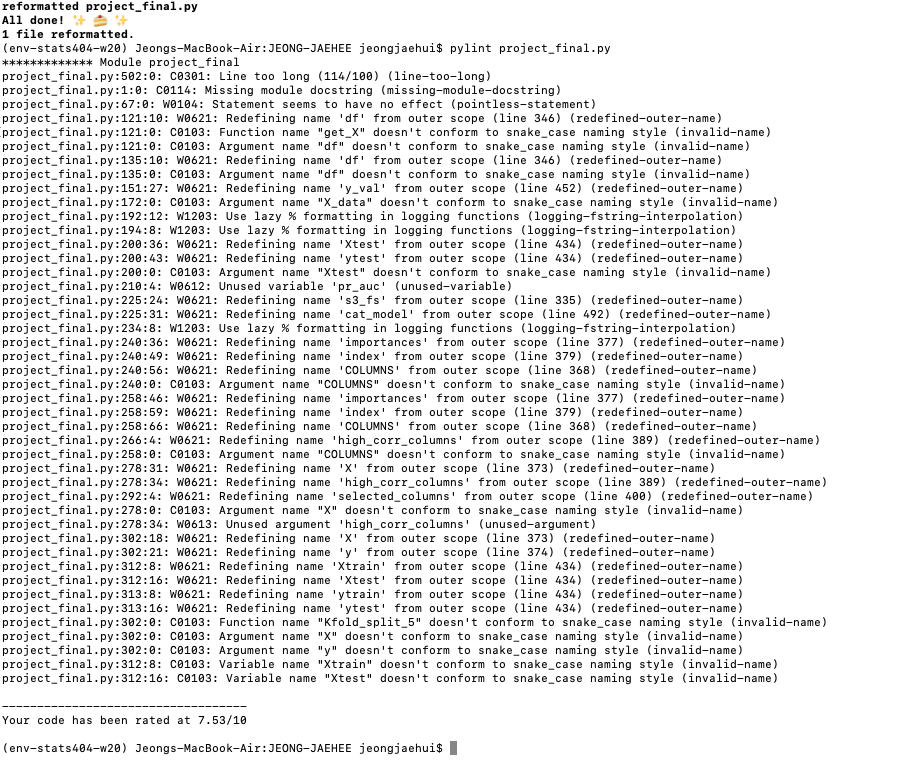 reformatted project_final.py
All done! ✨ 🍰 ✨
1 file reformatted.
(env-stats404-w20) Jeongs-MacBook-Air:JEONG-JAEHEE jeongjaehui$ pylint project_final.py
************* Module project_final
project_final.py:502:0: C0301: Line too long (114/100) (line-too-long)
project_final.py:1:0: C0114: Missing module docstring (missing-module-docstring)
project_final.py:67:0: W0104: Statement seems to have no effect (pointless-statement)
project_final.py:121:10: W0621: Redefining name 'df' from outer scope (line 346) (redefined-outer-name)
project_final.py:121:0: C0103: Function name "get_X" doesn't conform to snake_case naming style (invalid-name)
project_final.py:121:0: C0103: Argument name "df" doesn't conform to snake_case naming style (invalid-name)
project_final.py:135:10: W0621: Redefining name 'df' from outer scope (line 346) (redefined-outer-name)
project_final.py:135:0: C0103: Argument name "df" doesn't conform to snake_case naming style (invalid-name)
project_final.py:151:27: W0621: Redefining name 'y_val' from outer scope (line 452) (redefined-outer-name)
project_final.py:172:0: C0103: Argument name "X_data" doesn't conform to snake_case naming style (invalid-name)
project_final.py:192:12: W1203: Use lazy % formatting in logging functions (logging-fstring-interpolation)
project_final.py:194:8: W1203: Use lazy % formatting in logging functions (logging-fstring-interpolation)
project_final.py:200:36: W0621: Redefining name 'Xtest' from outer scope (line 434) (redefined-outer-name)
project_final.py:200:43: W0621: Redefining name 'ytest' from outer scope (line 434) (redefined-outer-name)
project_final.py:200:0: C0103: Argument name "Xtest" doesn't conform to snake_case naming style (invalid-name)
project_final.py:210:4: W0612: Unused variable 'pr_auc' (unused-variable)
project_final.py:225:24: W0621: Redefining name 's3_fs' from outer scope (line 335) (redefined-outer-name)
project_final.py:225:31: W0621: Redefining name 'cat_model' from outer scope (line 492) (redefined-outer-name)
project_final.py:234:8: W1203: Use lazy % formatting in logging functions (logging-fstring-interpolation)
project_final.py:240:36: W0621: Redefining name 'importances' from outer scope (line 377) (redefined-outer-name)
project_final.py:240:49: W0621: Redefining name 'index' from outer scope (line 379) (redefined-outer-name)
project_final.py:240:56: W0621: Redefining name 'COLUMNS' from outer scope (line 368) (redefined-outer-name)
project_final.py:240:0: C0103: Argument name "COLUMNS" doesn't conform to snake_case naming style (invalid-name)
project_final.py:258:46: W0621: Redefining name 'importances' from outer scope (line 377) (redefined-outer-name)
project_final.py:258:59: W0621: Redefining name 'index' from outer scope (line 379) (redefined-outer-name)
project_final.py:258:66: W0621: Redefining name 'COLUMNS' from outer scope (line 368) (redefined-outer-name)
project_final.py:266:4: W0621: Redefining name 'high_corr_columns' from outer scope (line 389) (redefined-outer-name)
project_final.py:258:0: C0103: Argument name "COLUMNS" doesn't conform to snake_case naming style (invalid-name)
project_final.py:278:31: W0621: Redefining name 'X' from outer scope (line 373) (redefined-outer-name)
project_final.py:278:34: W0621: Redefining name 'high_corr_columns' from outer scope (line 389) (redefined-outer-name)
project_final.py:292:4: W0621: Redefining name 'selected_columns' from outer scope (line 400) (redefined-outer-name)
project_final.py:278:0: C0103: Argument name "X" doesn't conform to snake_case naming style (invalid-name)
project_final.py:278:34: W0613: Unused argument 'high_corr_columns' (unused-argument)
project_final.py:302:18: W0621: Redefining name 'X' from outer scope (line 373) (redefined-outer-name)
project_final.py:302:21: W0621: Redefining name 'y' from outer scope (line 374) (redefined-outer-name)
project_final.py:312:8: W0621: Redefining name 'Xtrain' from outer scope (line 434) (redefined-outer-name)
project_final.py:312:16: W0621: Redefining name 'Xtest' from outer scope (line 434) (redefined-outer-name)
project_final.py:313:8: W0621: Redefining name 'ytrain' from outer scope (line 434) (redefined-outer-name)
project_final.py:313:16: W0621: Redefining name 'ytest' from outer scope (line 434) (redefined-outer-name)
project_final.py:302:0: C0103: Function name "Kfold_split_5" doesn't conform to snake_case naming style (invalid-name)
project_final.py:302:0: C0103: Argument name "X" doesn't conform to snake_case naming style (invalid-name)
project_final.py:302:0: C0103: Argument name "y" doesn't conform to snake_case naming style (invalid-name)
project_final.py:312:8: C0103: Variable name "Xtrain" doesn't conform to snake_case naming style (invalid-name)
project_final.py:312:16: C0103: Variable name "Xtest" doesn't conform to snake_case naming style (invalid-name)
-----------------------------------
Your code has been rated at 7.53/10
(env-stats404-w20) Jeongs-MacBook-Air:JEONG-JAEHEE jeongjaehui$